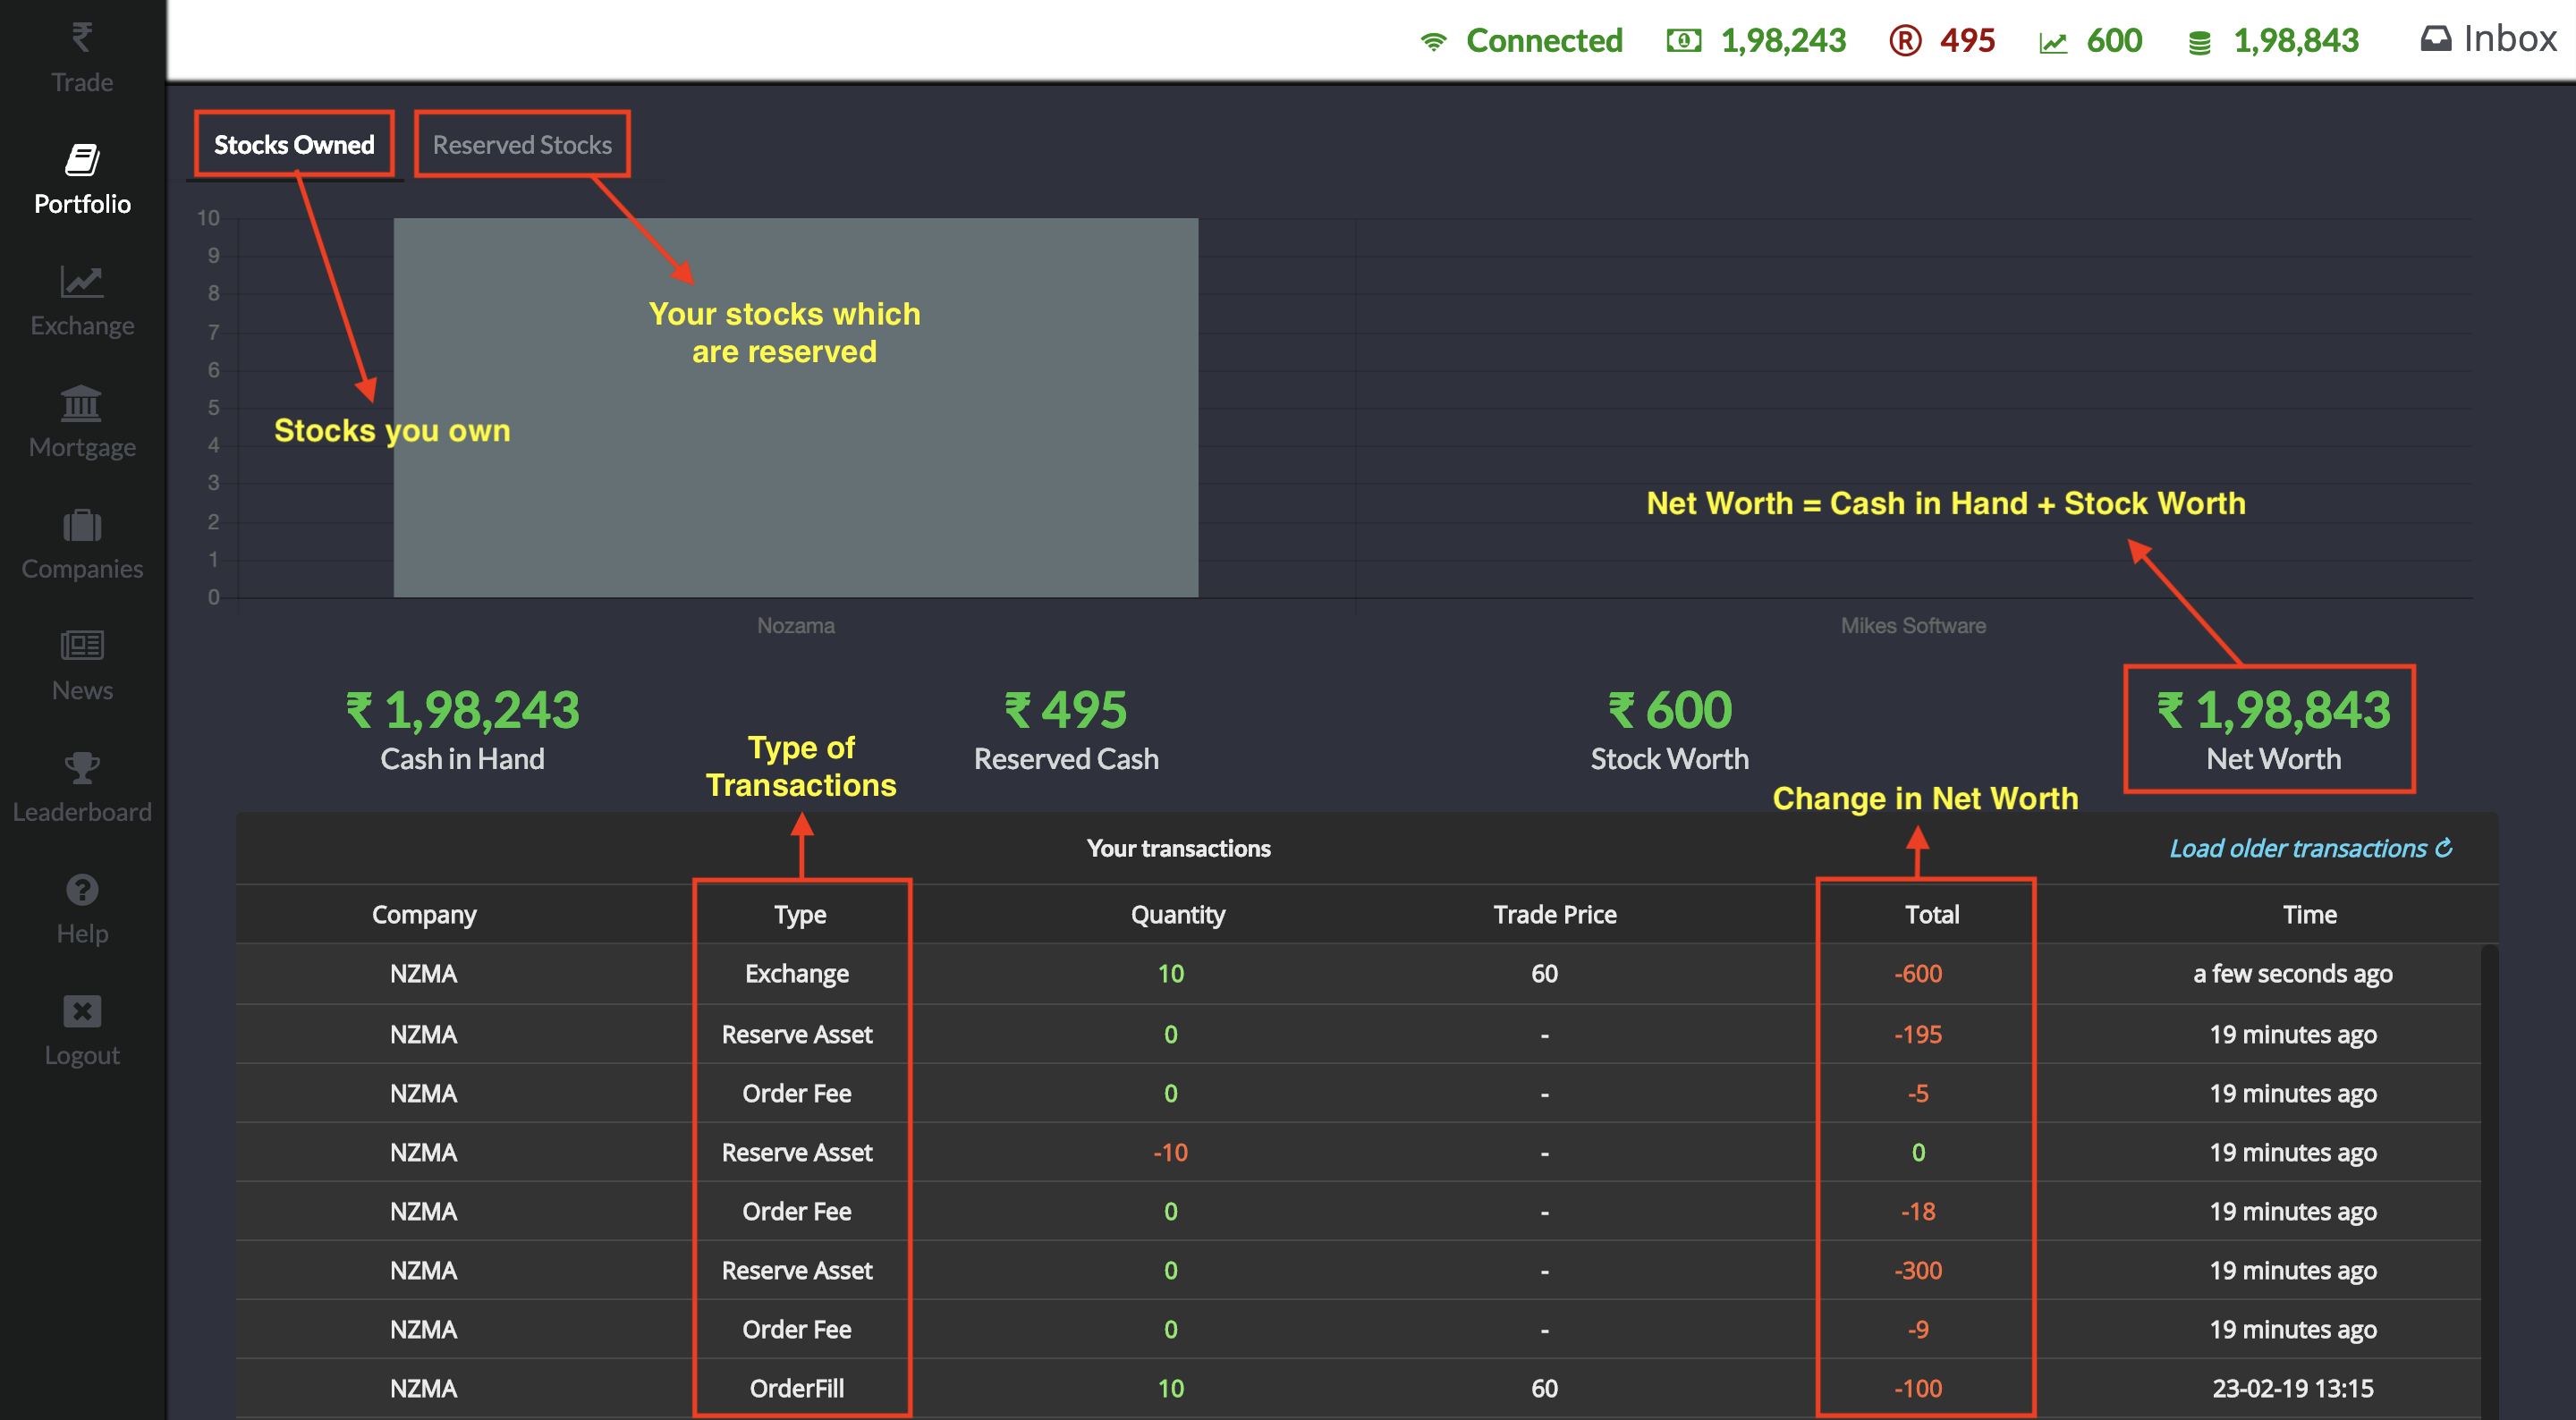 Connected 1,98,243 R 495 600 1,98,843 Inbox
Trade
Portfolio
Exchange
Mortgage
Companies
News
Leaderboard
Help
Logout
Stocks Owned Reserved Stocks
10
9
8
7
6
5
4
3
2
1
0
Your stocks which
are reserved
Stocks you own
Net Worth = Cash in Hand + Stock Worth
Nozama Mikes Software
₹ 1,98,243 ₹ 495 ₹ 600 ₹ 1,98,843
Cash in Hand Reserved Cash Stock Worth Net Worth
Type of
Transactions
Change in Net Worth
Your transactions Load older transactions
Company Type Quantity Trade Price Total Time
NZMA Exchange 10 60 -600 a few seconds ago
NZMA Reserve Asset 0 - -195 19 minutes ago
NZMA Order Fee 0 - -5 19 minutes ago
NZMA Reserve Asset -10 - 0 19 minutes ago
NZMA Order Fee 0 - -18 19 minutes ago
NZMA Reserve Asset 0 - -300 19 minutes ago
NZMA Order Fee 0 - -9 19 minutes ago
NZMA OrderFill 10 60 -100 23-02-19 13:15